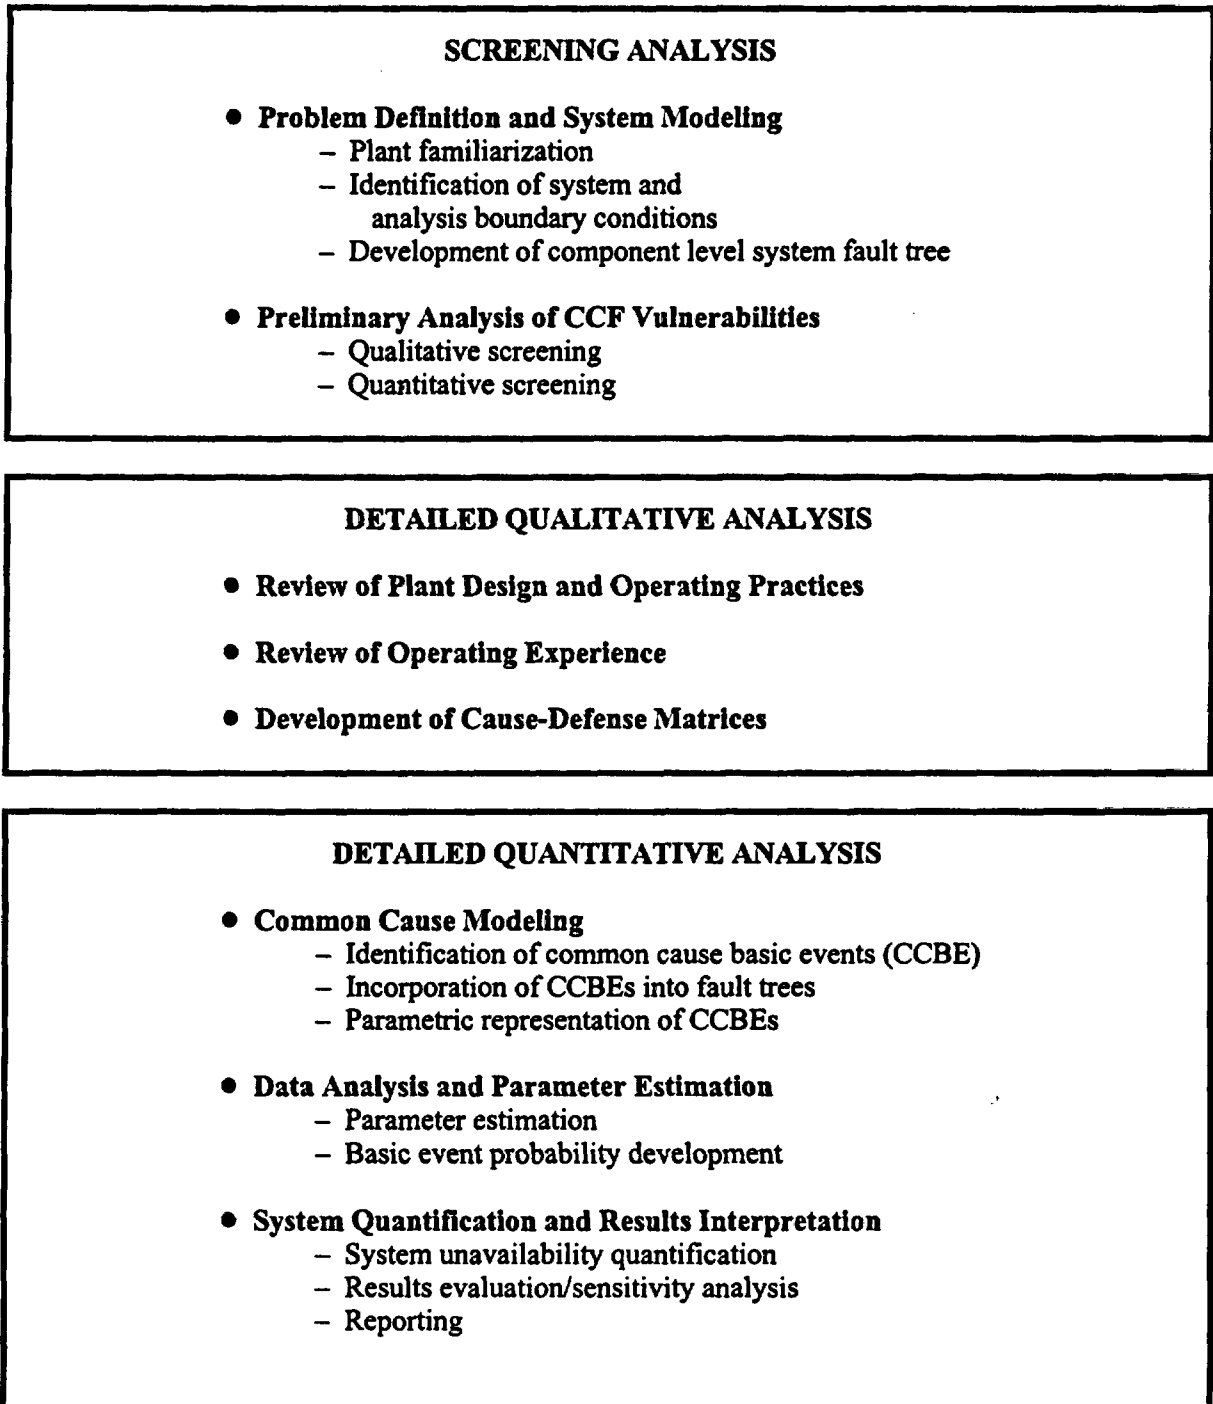 SCREENING ANALYSIS
● Problem Definition and System Modeling
– Plant familiarization
– Identification of system and
analysis boundary conditions
– Development of component level system fault tree
● Preliminary Analysis of CCF Vulnerabilities
– Qualitative screening
– Quantitative screening
DETAILED QUALITATIVE ANALYSIS
● Review of Plant Design and Operating Practices
● Review of Operating Experience
● Development of Cause-Defense Matrices
DETAILED QUANTITATIVE ANALYSIS
● Common Cause Modeling
– Identification of common cause basic events (CCBE)
– Incorporation of CCBEs into fault trees
– Parametric representation of CCBEs
● Data Analysis and Parameter Estimation
– Parameter estimation
– Basic event probability development
● System Quantification and Results Interpretation
– System unavailability quantification
– Results evaluation/sensitivity analysis
– Reporting